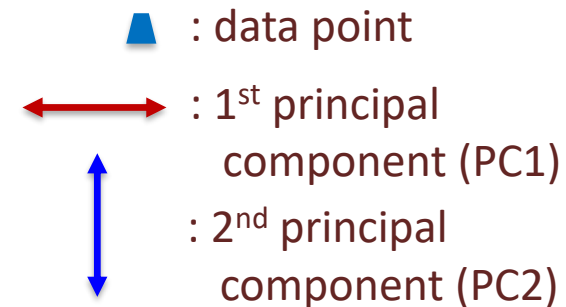 : data point
: 1st principal
component (PC1)
: 2nd principal
component (PC2)